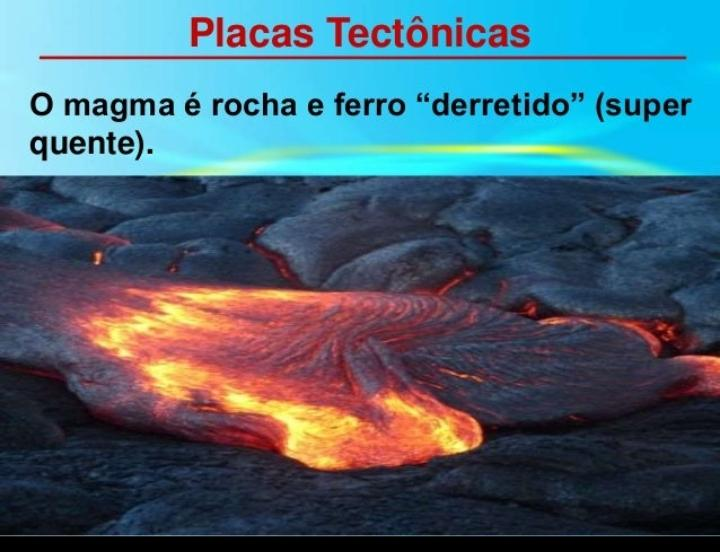 Placas Tectônicas
O magma é rocha e ferro “derretido” (super
quente).